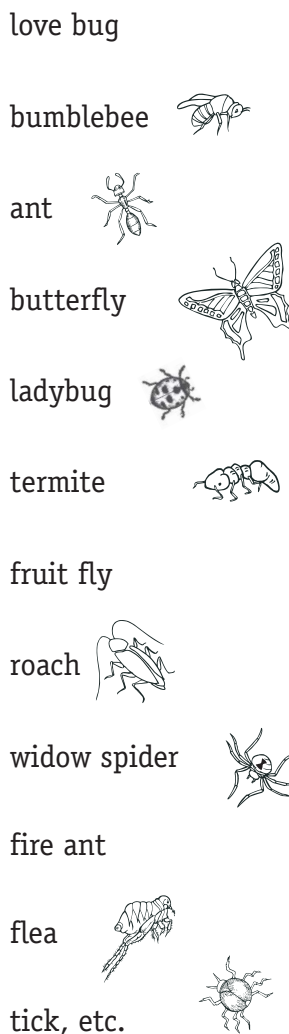 love bug
bumblebee
ant
butterfly
ladybug
termite
fruit fly
roach
widow spider
fire ant
flea
tick, etc.